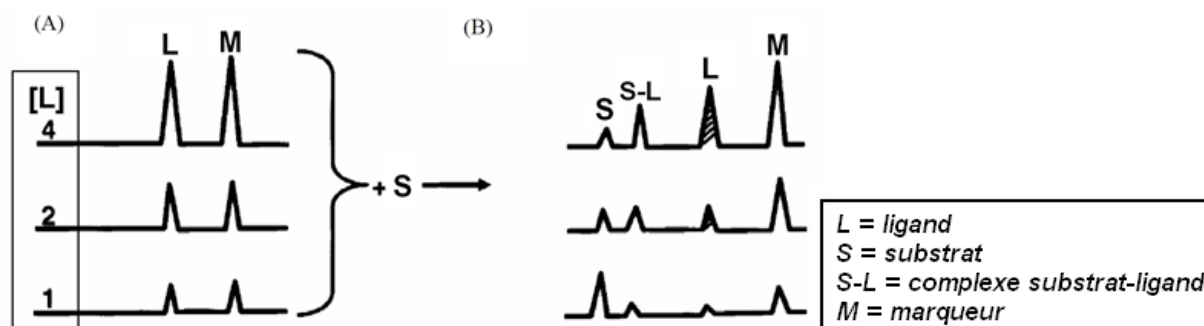 (A)
L M
[L]
4
2
1
+ S
(B)
S S-L L M
L = ligand
S = substrat
S-L = complexe substrat-ligand
M = marqueur